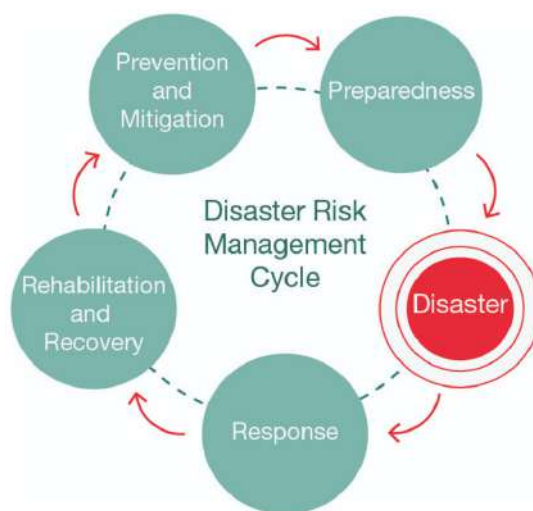 Prevention
and
Mitigation
Preparedness
Disaster Risk
Management
Cycle
Disaster
Response
Rehabilitation
and
Recovery